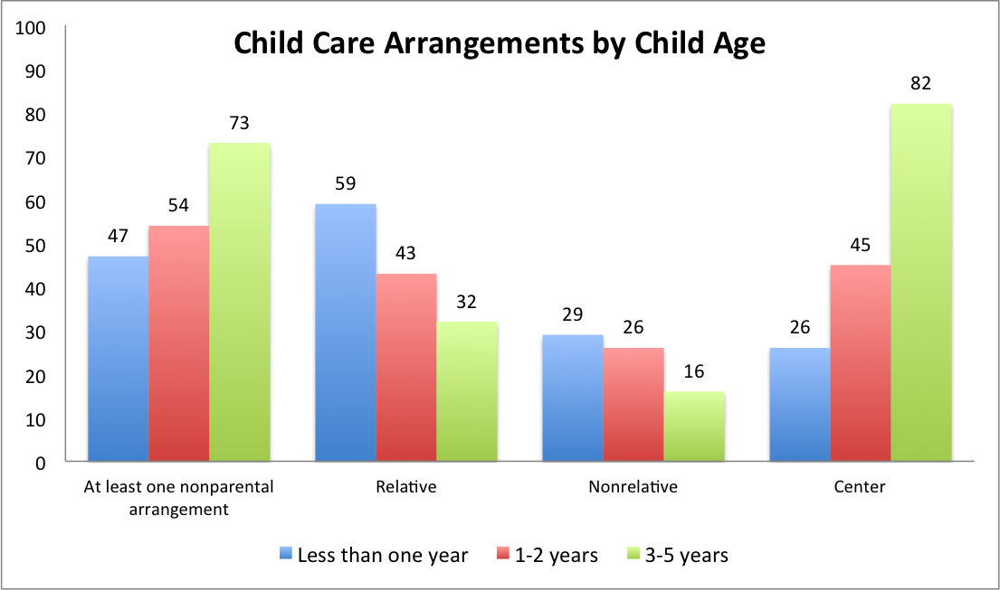 Child Care Arrangements by Child Age
100
90
80
70
60
50
40
30
20
10
0
47
54
73
59
43
32
29
26
16
26
45
82
At least one nonparental
arrangement
Relative
Nonrelative
Center
Less than one year
1-2 years
3-5 years